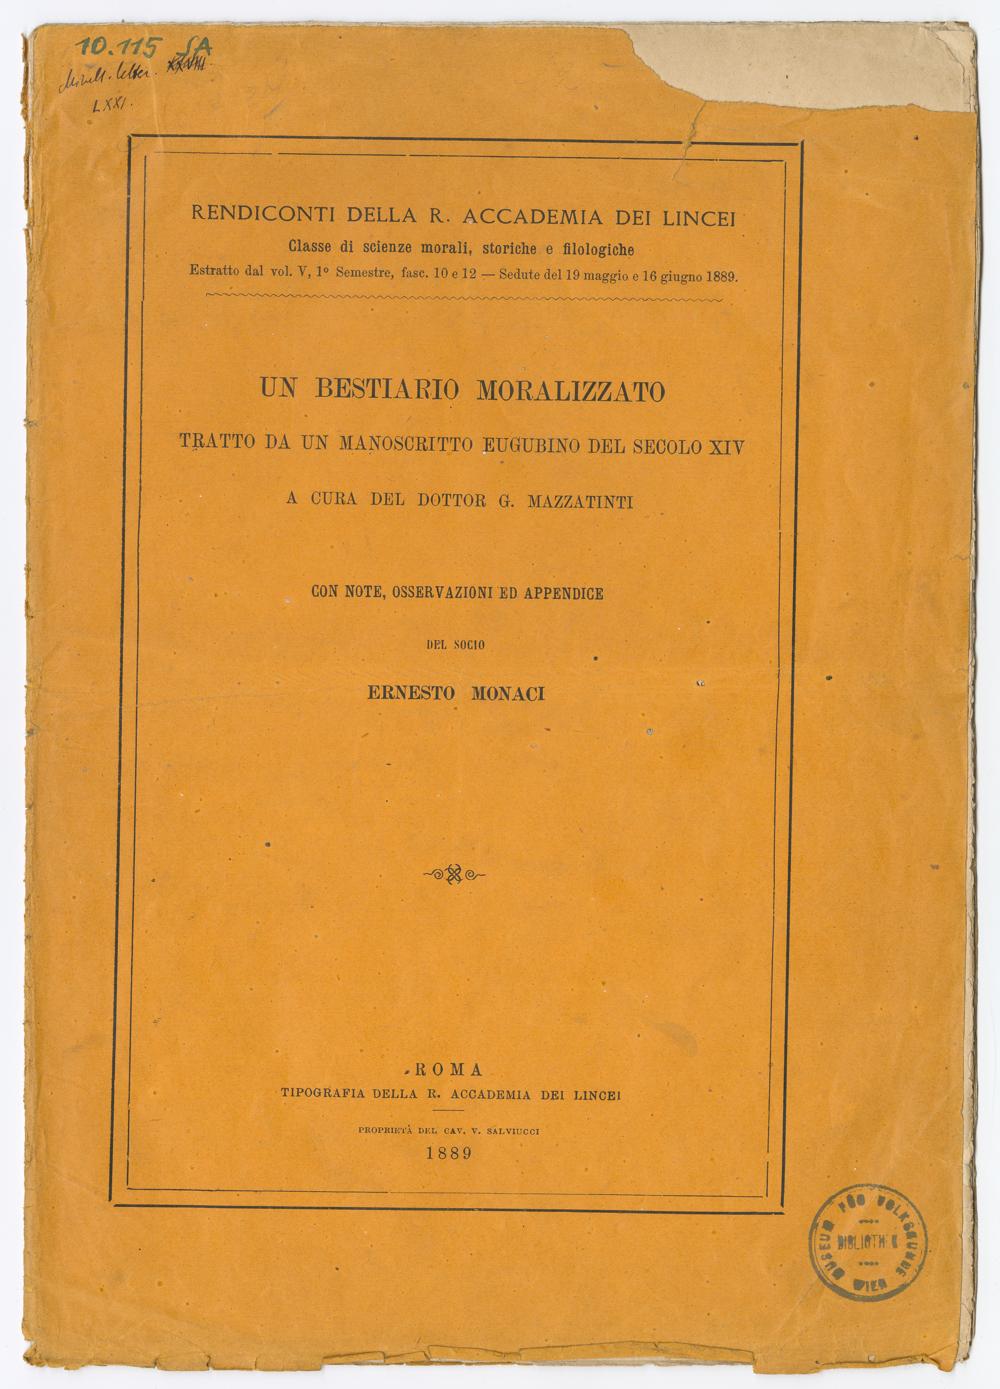 10.115 SA
XXVIII
LXXI.
RENDICONTI DELLA R. ACCADEMIA DEI LINCEI
Classe di scienze morali, storiche e filologiche
Estratto dal vol. V, 1º Semestre, fasc. 10 e 12 — Sedute del 19 maggio e 16 giugno 1889.
UN BESTIARIO MORALIZZATO
TRATTO DA UN MANOSCRITTO EUGUBINO DEL SECOLO XIV
A CURA DEL DOTTOR G. MAZZATINTI
CON NOTE, OSSERVAZIONI ED APPENDICE
DEL SOCIO
ERNESTO MONACI
ROMA
TIPOGRAFIA DELLA R. ACCADEMIA DEI LINCEI
PROPRIETÀ DEL CAV. V. SALVIUCCI
1889
MUSEUM FÜR VOLKSKUNDE
BIBLIOTHEK
WIEN